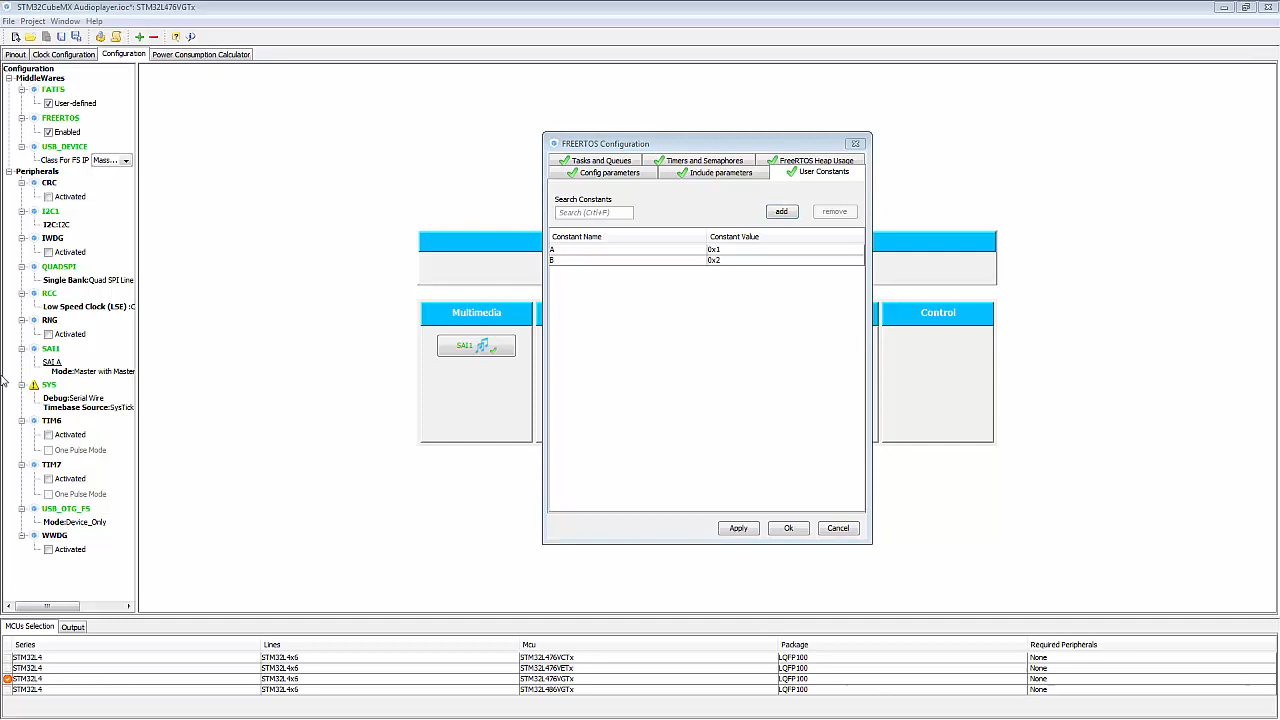 STM32CubeMX Audioplayer.ioc*: STM32L476VGTx
File Project Window Help
Pinout Clock Configuration Configuration Power Consumption Calculator
Configuration
MiddleWares
FATFS
User-defined
FREERTOS
Enabled
USB_DEVICE
Class For FS IP Mass...
Peripherals
CRC
Activated
I2C1
I2C:I2C
IWDG
Activated
QUADSPI
Single Bank:Quad SPI Line
RCC
Low Speed Clock (LSE) :C
RNG
Activated
SAI1
SAI A
Mode:Master with Master
SYS
Debug:Serial Wire
Timebase Source:SysTick
TIM6
Activated
One Pulse Mode
TIM7
Activated
One Pulse Mode
USB_OTG_FS
Mode:Device_Only
WWDG
Activated
Multimedia
SAI1
Control
FREERTOS Configuration
Tasks and Queues Timers and Semaphores FreeRTOS Heap Usage
Config parameters Include parameters User Constants
Search Constants
Search (Ctrl+F) add remove
Constant Name Constant Value
A 0x1
B 0x2
Apply Ok Cancel
MCUs Selection Output
Series Lines Mcu Package Required Peripherals
STM32L4 STM32L4x6 STM32L476VCTx LQFP100 None
STM32L4 STM32L4x6 STM32L476VETx LQFP100 None
STM32L4 STM32L4x6 STM32L476VGTx LQFP100 None
STM32L4 STM32L4x6 STM32L486VGTx LQFP100 None